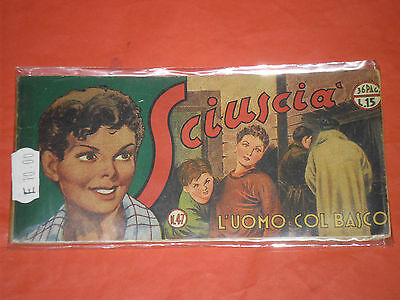 Sciuscià
36 PAG.
L.15
E 10.00
N.47
L'UOMO COL BASCO